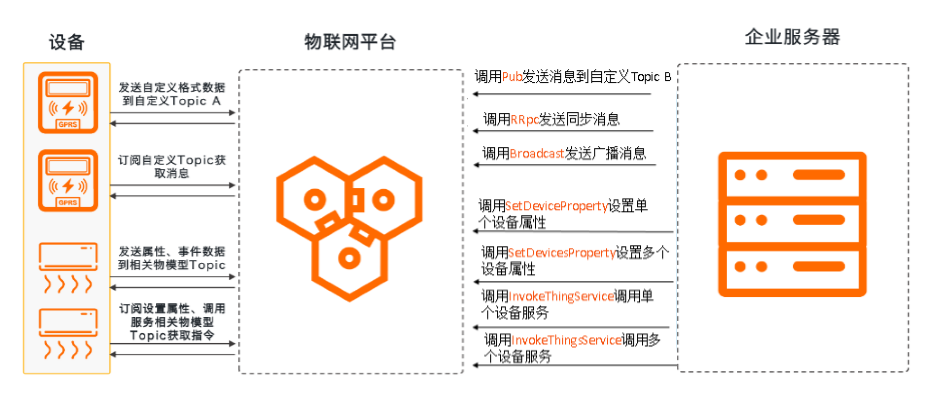 设备
物联网平台
企业服务器
发送自定义格式数据
到自定义Topic A
GPRS
订阅自定义Topic获
取消息
GPRS
发送属性、事件数据
到相关物模型Topic
订阅设置属性、调用
服务相关物模型
Topic获取指令
调用Pub发送消息到自定义Topic B
调用RRpc发送同步消息
调用Broadcast发送广播消息
调用SetDeviceProperty设置单
个设备属性
调用SetDevicesProperty设置多个
设备属性
调用InvokeThingService调用单
个设备服务
调用InvokeThingsService调用多
个设备服务